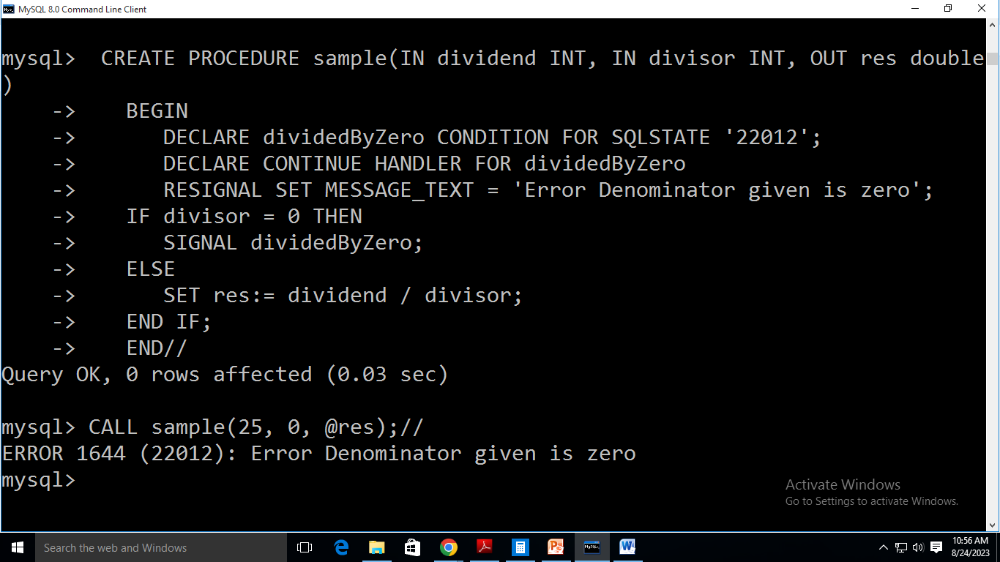 MySQL 8.0 Command Line Client
mysql>  CREATE PROCEDURE sample(IN dividend INT, IN divisor INT, OUT res double
)
    ->    BEGIN
    ->       DECLARE dividedByZero CONDITION FOR SQLSTATE '22012';
    ->       DECLARE CONTINUE HANDLER FOR dividedByZero
    ->       RESIGNAL SET MESSAGE_TEXT = 'Error Denominator given is zero';
    ->    IF divisor = 0 THEN
    ->       SIGNAL dividedByZero;
    ->    ELSE
    ->       SET res:= dividend / divisor;
    ->    END IF;
    ->    END//
Query OK, 0 rows affected (0.03 sec)
mysql> CALL sample(25, 0, @res);//
ERROR 1644 (22012): Error Denominator given is zero
mysql>
Activate Windows
Go to Settings to activate Windows.
Search the web and Windows
10:56 AM
8/24/2023